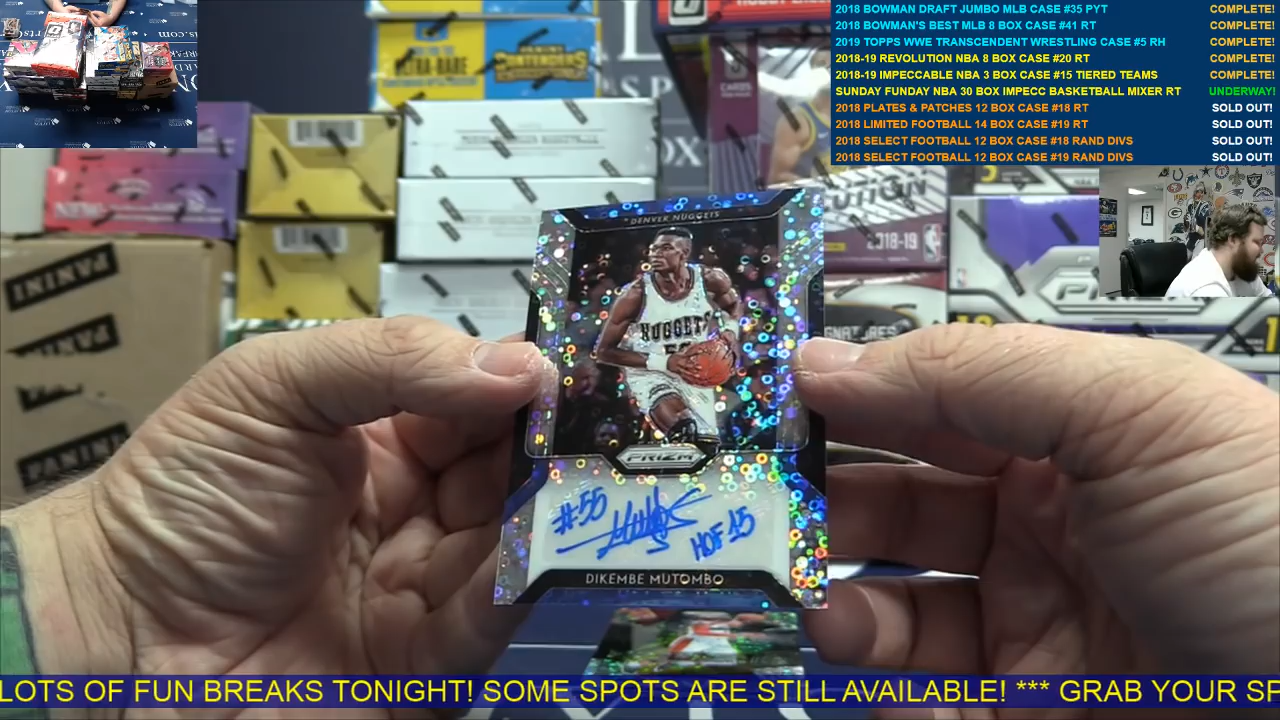 2018 BOWMAN DRAFT JUMBO MLB CASE #35 PYT COMPLETE!
2018 BOWMAN'S BEST MLB 8 BOX CASE #41 RT COMPLETE!
2019 TOPPS WWE TRANSCENDENT WRESTLING CASE #5 RH COMPLETE!
2018-19 REVOLUTION NBA 8 BOX CASE #20 RT COMPLETE!
2018-19 IMPECCABLE NBA 3 BOX CASE #15 TIERED TEAMS COMPLETE!
SUNDAY FUNDAY NBA 30 BOX IMPECC BASKETBALL MIXER RT UNDERWAY!
2018 PLATES & PATCHES 12 BOX CASE #18 RT SOLD OUT!
2018 LIMITED FOOTBALL 14 BOX CASE #19 RT SOLD OUT!
2018 SELECT FOOTBALL 12 BOX CASE #18 RAND DIVS SOLD OUT!
2018 SELECT FOOTBALL 12 BOX CASE #19 RAND DIVS SOLD OUT!
ULTRA-RARE
PANINI
CONTENDERS
CARDS
UTION
2018-19
PANINI
PANINI
DENVER NUGGETS
NUGGETS
PRIZM
#55
HOF 15
DIKEMBE MUTOMBO
LOTS OF FUN BREAKS TONIGHT! SOME SPOTS ARE STILL AVAILABLE! *** GRAB YOUR SP